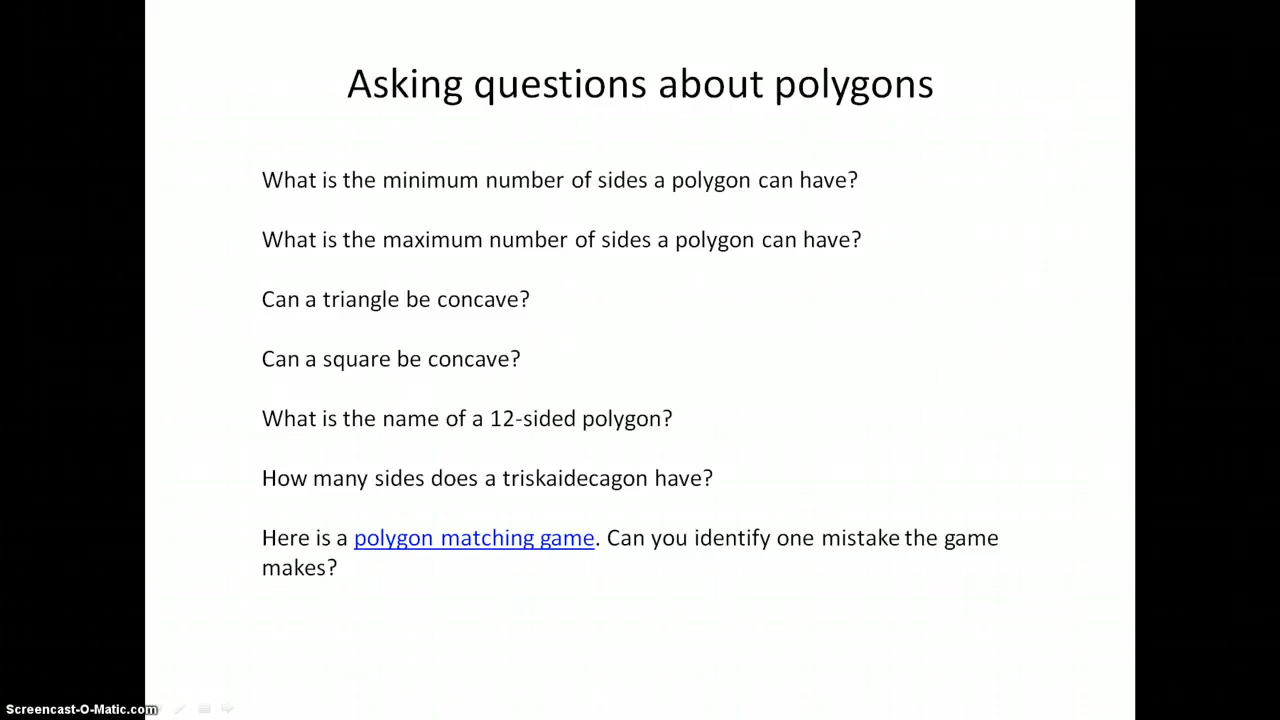 Asking questions about polygons
What is the minimum number of sides a polygon can have?
What is the maximum number of sides a polygon can have?
Can a triangle be concave?
Can a square be concave?
What is the name of a 12-sided polygon?
How many sides does a triskaidecagon have?
Here is a polygon matching game. Can you identify one mistake the game
makes?
Screencast-O-Matic.com